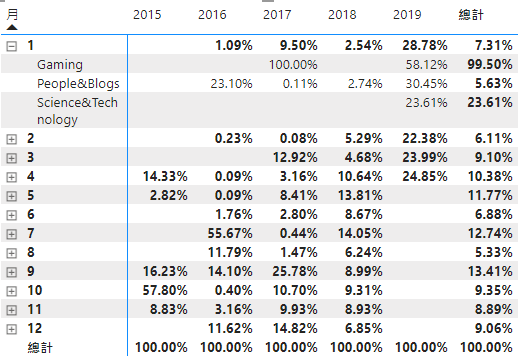 月 2015 2016 2017 2018 2019 總計
1 1.09% 9.50% 2.54% 28.78% 7.31%
Gaming 100.00% 58.12% 99.50%
People&Blogs 23.10% 0.11% 2.74% 30.45% 5.63%
Science&Tech 23.61% 23.61%
nology
2 0.23% 0.08% 5.29% 22.38% 6.11%
3 12.92% 4.68% 23.99% 9.10%
4 14.33% 0.09% 3.16% 10.64% 24.85% 10.38%
5 2.82% 0.09% 8.41% 13.81% 11.77%
6 1.76% 2.80% 8.67% 6.88%
7 55.67% 0.44% 14.05% 12.74%
8 11.79% 1.47% 6.24% 5.33%
9 16.23% 14.10% 25.78% 8.99% 13.41%
10 57.80% 0.40% 10.70% 9.31% 9.35%
11 8.83% 3.16% 9.93% 8.93% 8.89%
12 11.62% 14.82% 6.85% 9.06%
總計 100.00% 100.00% 100.00% 100.00% 100.00% 100.00%